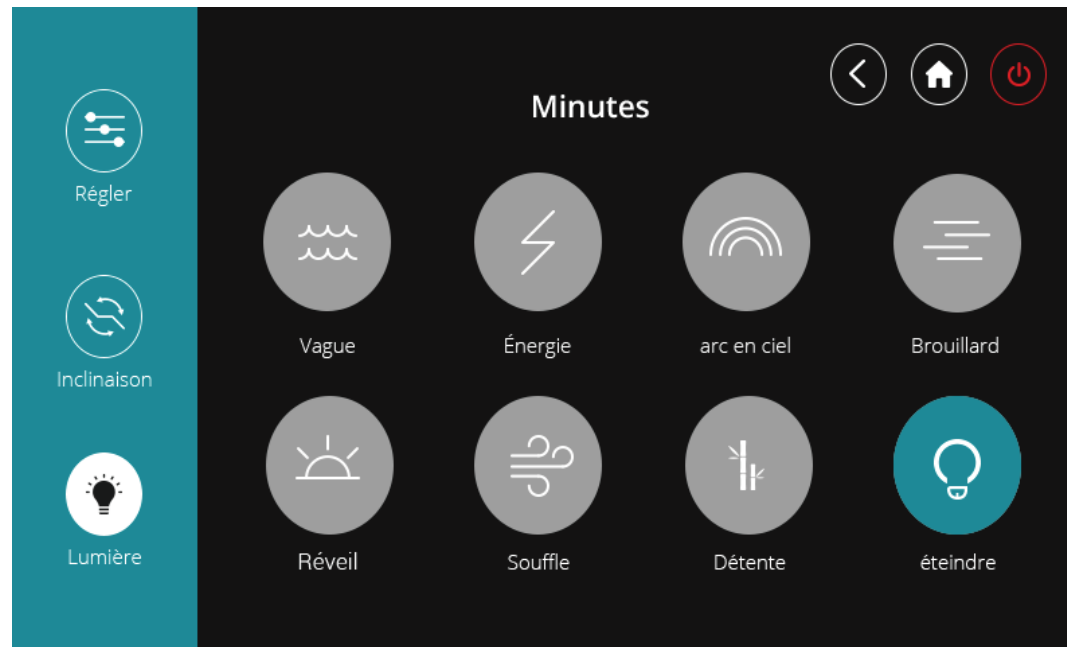 Minutes
Régler
Vague
Énergie
arc en ciel
Brouillard
Inclinaison
Réveil
Souffle
Détente
éteindre
Lumière